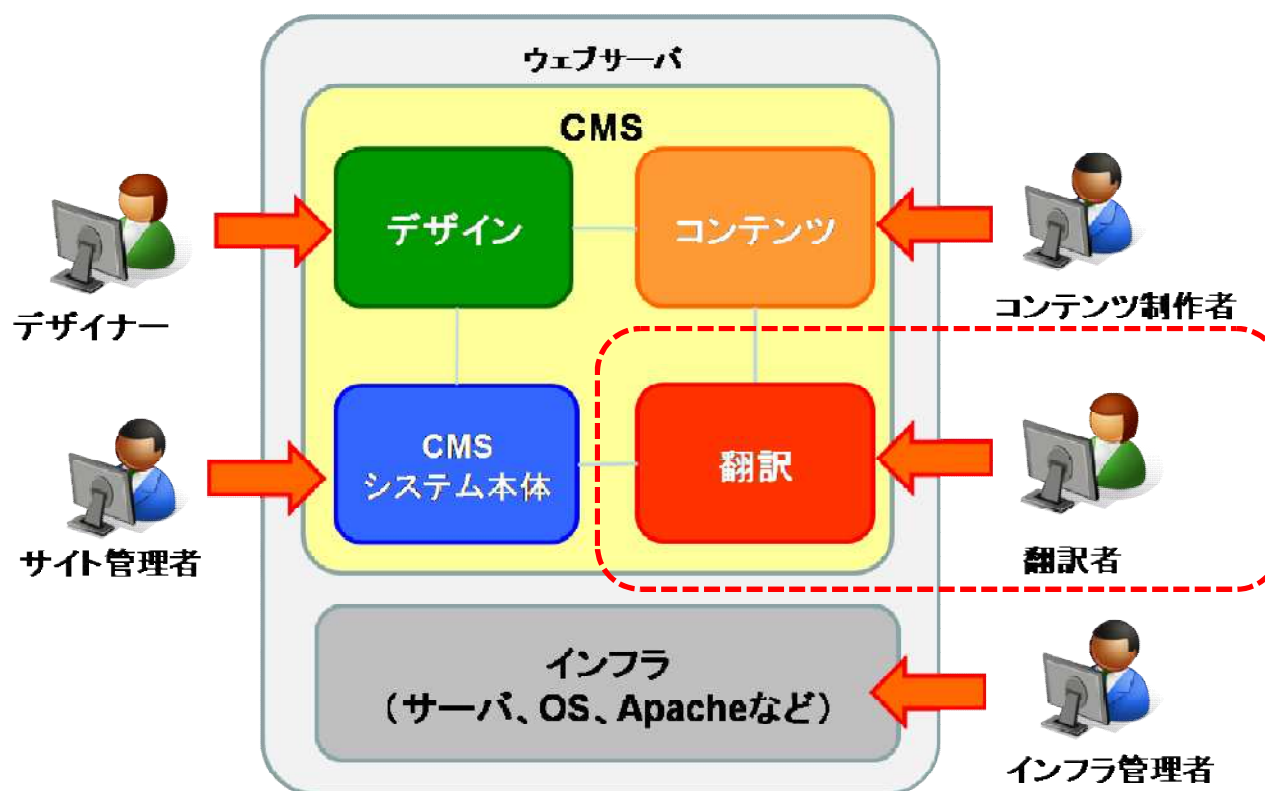 ウェブサーバ
CMS
デザイン
コンテンツ
デザイナー
コンテンツ制作者
CMS
システム本体
翻訳
サイト管理者
翻訳者
インフラ
（サーバ、OS、Apacheなど）
インフラ管理者